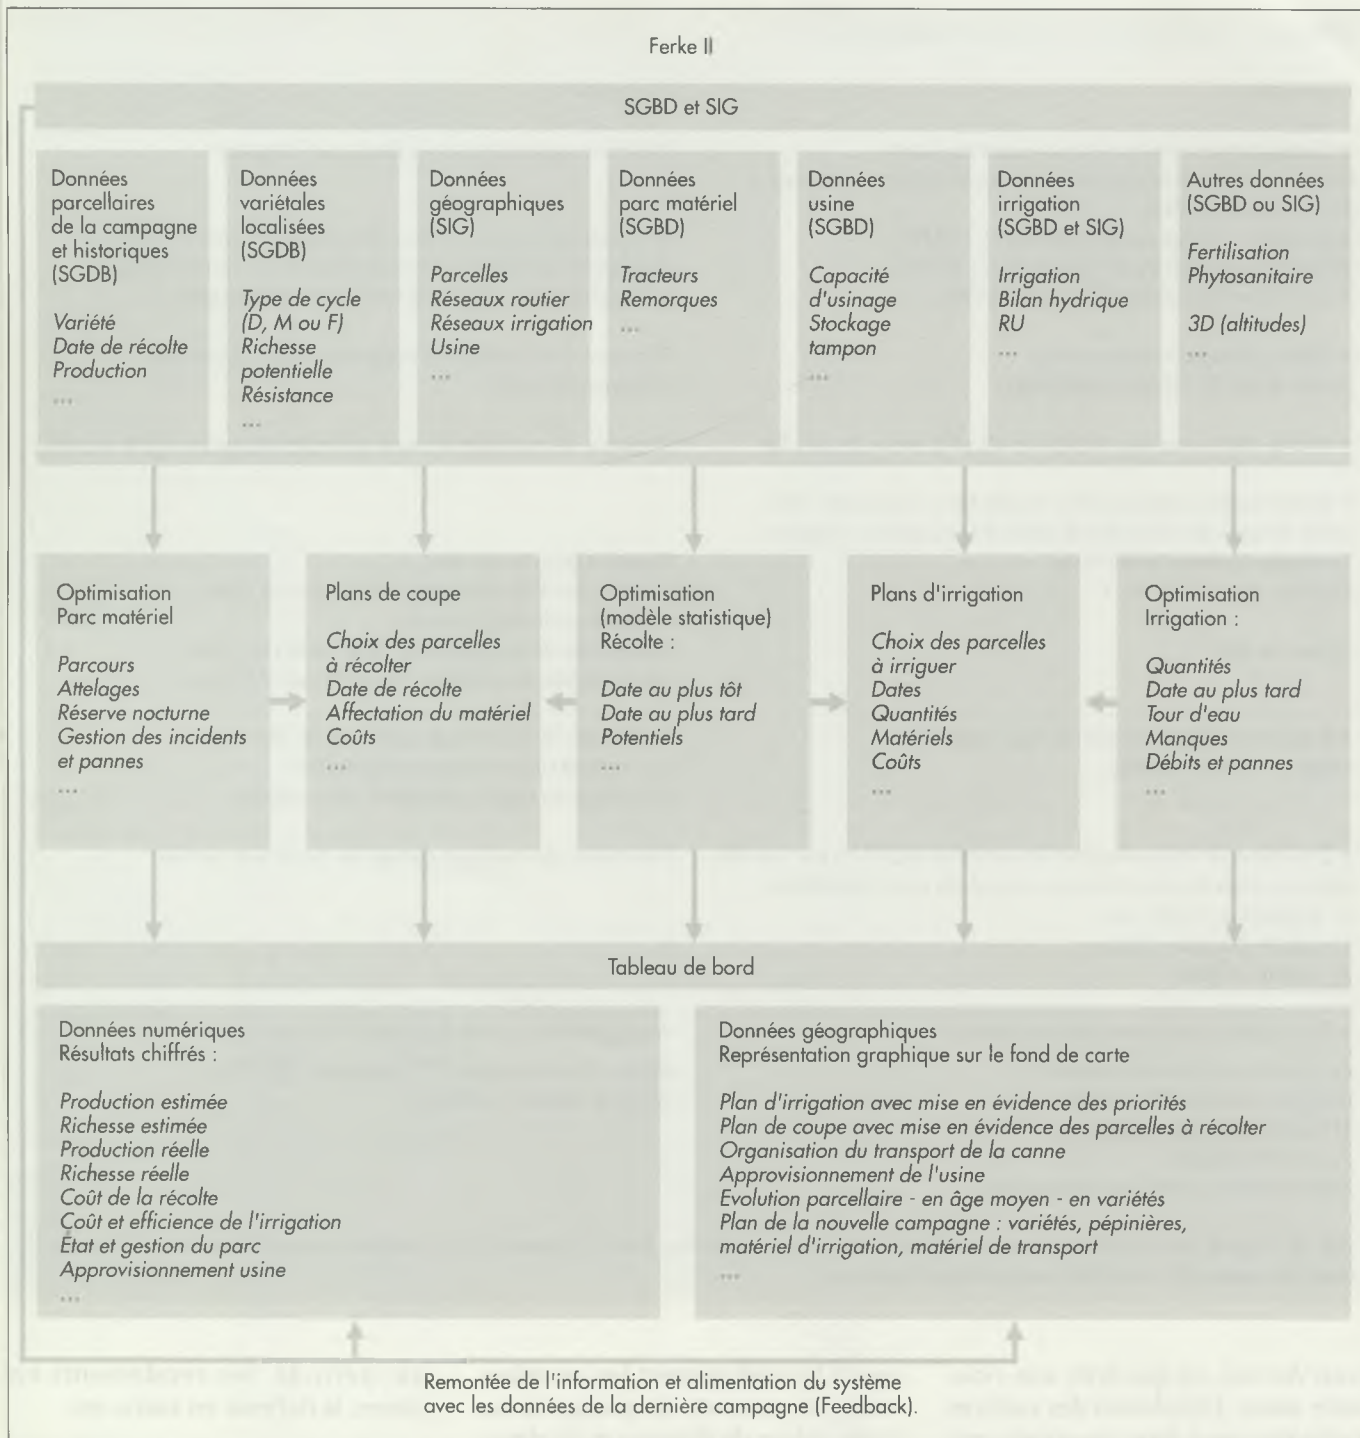 Ferke II
SGBD et SIG
Données
parcellaires
de la campagne
et historiques
(SGDB)
Variété
Date de récolte
Production
...
Données
variétales
localisées
(SGDB)
Type de cycle
(D, M ou F)
Richesse
potentielle
Résistance
...
Données
géographiques
(SIG)
Parcelles
Réseaux routier
Réseaux irrigation
Usine
...
Données
parc matériel
(SGBD)
Tracteurs
Remorques
...
Données
usine
(SGBD)
Capacité
d'usinage
Stockage
tampon
...
Données
irrigation
(SGBD et SIG)
Irrigation
Bilan hydrique
RU
...
Autres données
(SGBD ou SIG)
Fertilisation
Phytosanitaire
3D (altitudes)
...
Optimisation
Parc matériel
Parcours
Attelages
Réserve nocturne
Gestion des incidents
et pannes
...
Plans de coupe
Choix des parcelles
à récolter
Date de récolte
Affectation du matériel
Coûts
...
Optimisation
(modèle statistique)
Récolte :
Date au plus tôt
Date au plus tard
Potentiels
...
Plans d'irrigation
Choix des parcelles
à irriguer
Dates
Quantités
Matériels
Coûts
...
Optimisation
Irrigation :
Quantités
Date au plus tard
Tour d'eau
Manques
Débits et pannes
...
Tableau de bord
Données numériques
Résultats chiffrés :
Production estimée
Richesse estimée
Production réelle
Richesse réelle
Coût de la récolte
Coût et efficience de l'irrigation
Etat et gestion du parc
Approvisionnement usine
...
Données géographiques
Représentation graphique sur le fond de carte
Plan d'irrigation avec mise en évidence des priorités
Plan de coupe avec mise en évidence des parcelles à récolter
Organisation du transport de la canne
Approvisionnement de l'usine
Evolution parcellaire - en âge moyen - en variétés
Plan de la nouvelle campagne : variétés, pépinières,
matériel d'irrigation, matériel de transport
...
Remontée de l'information et alimentation du système
avec les données de la dernière campagne (Feedback).